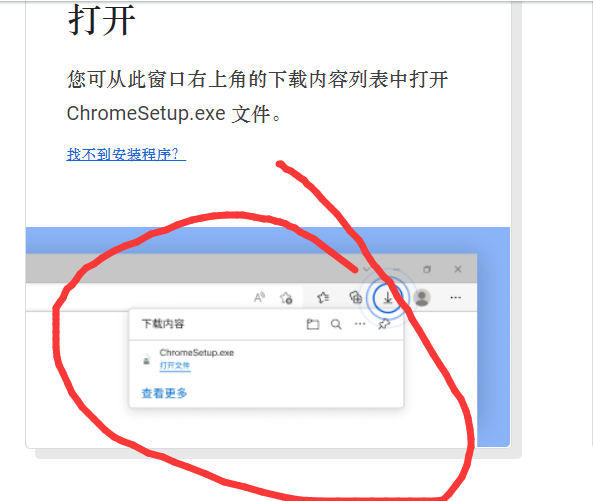 打开
您可从此窗口右上角的下载内容列表中打开
ChromeSetup.exe 文件。
找不到安装程序？
下载内容
ChromeSetup.exe
打开文件
查看更多